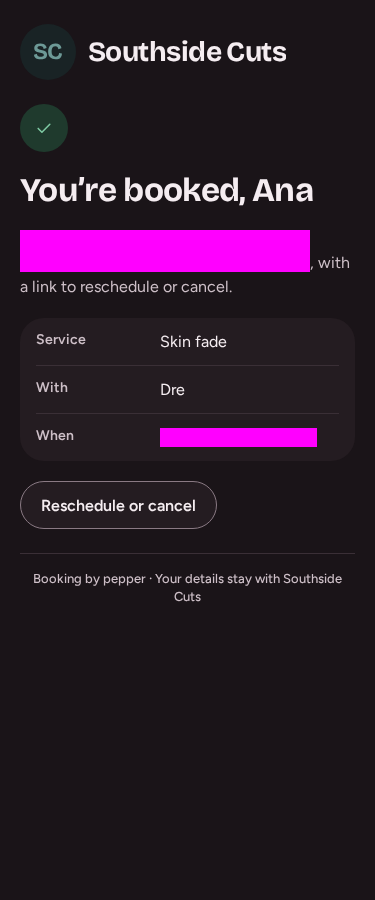 SC
Southside Cuts
You're booked, Ana
, with
a link to reschedule or cancel.
Service
Skin fade
With
Dre
When
Reschedule or cancel
Booking by pepper · Your details stay with Southside
Cuts